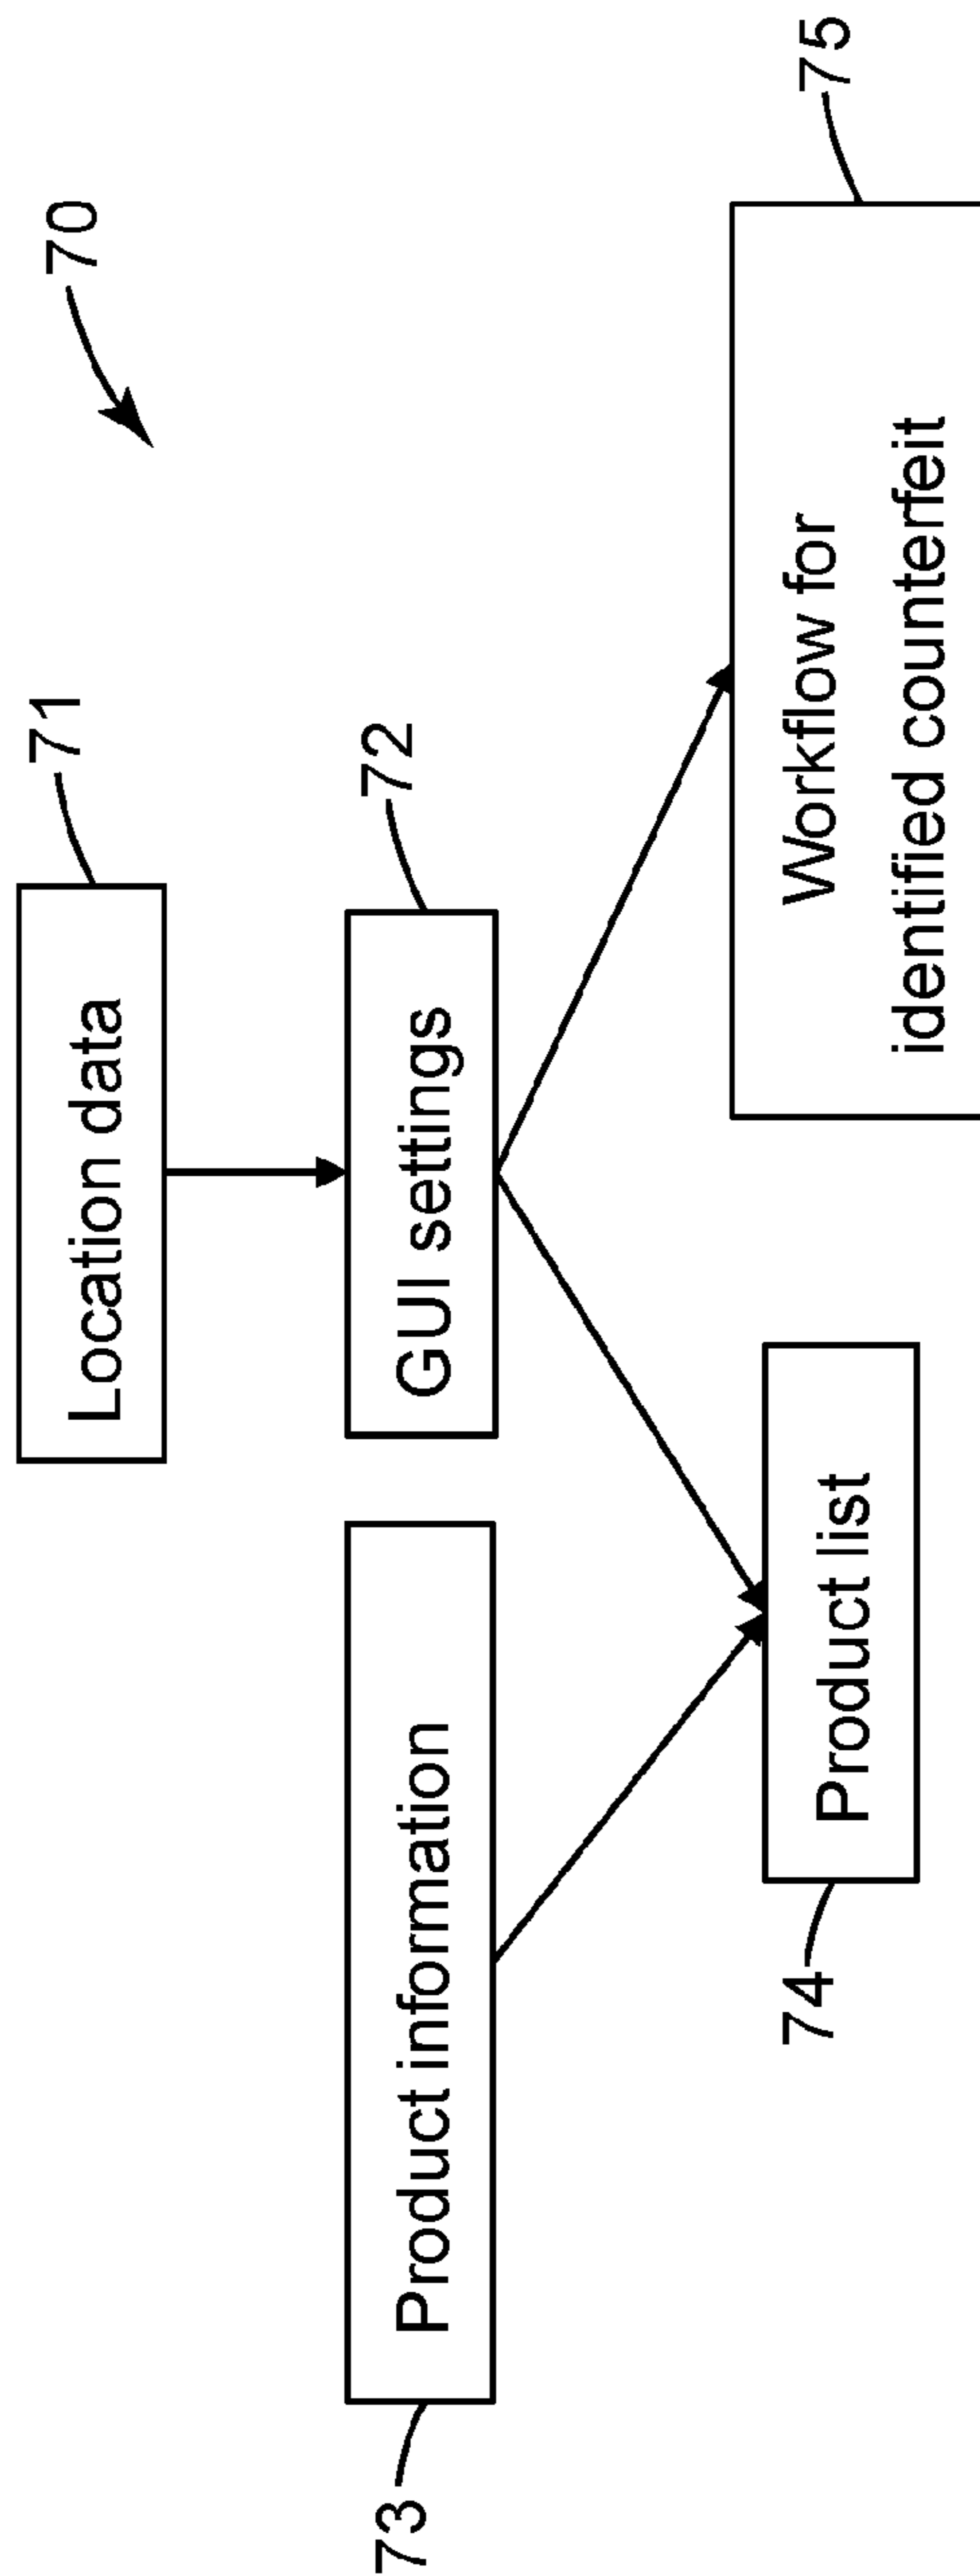 70
71
Location data
72
GUI settings
73
Product information
74
Product list
75
Workflow for
identified counterfeit